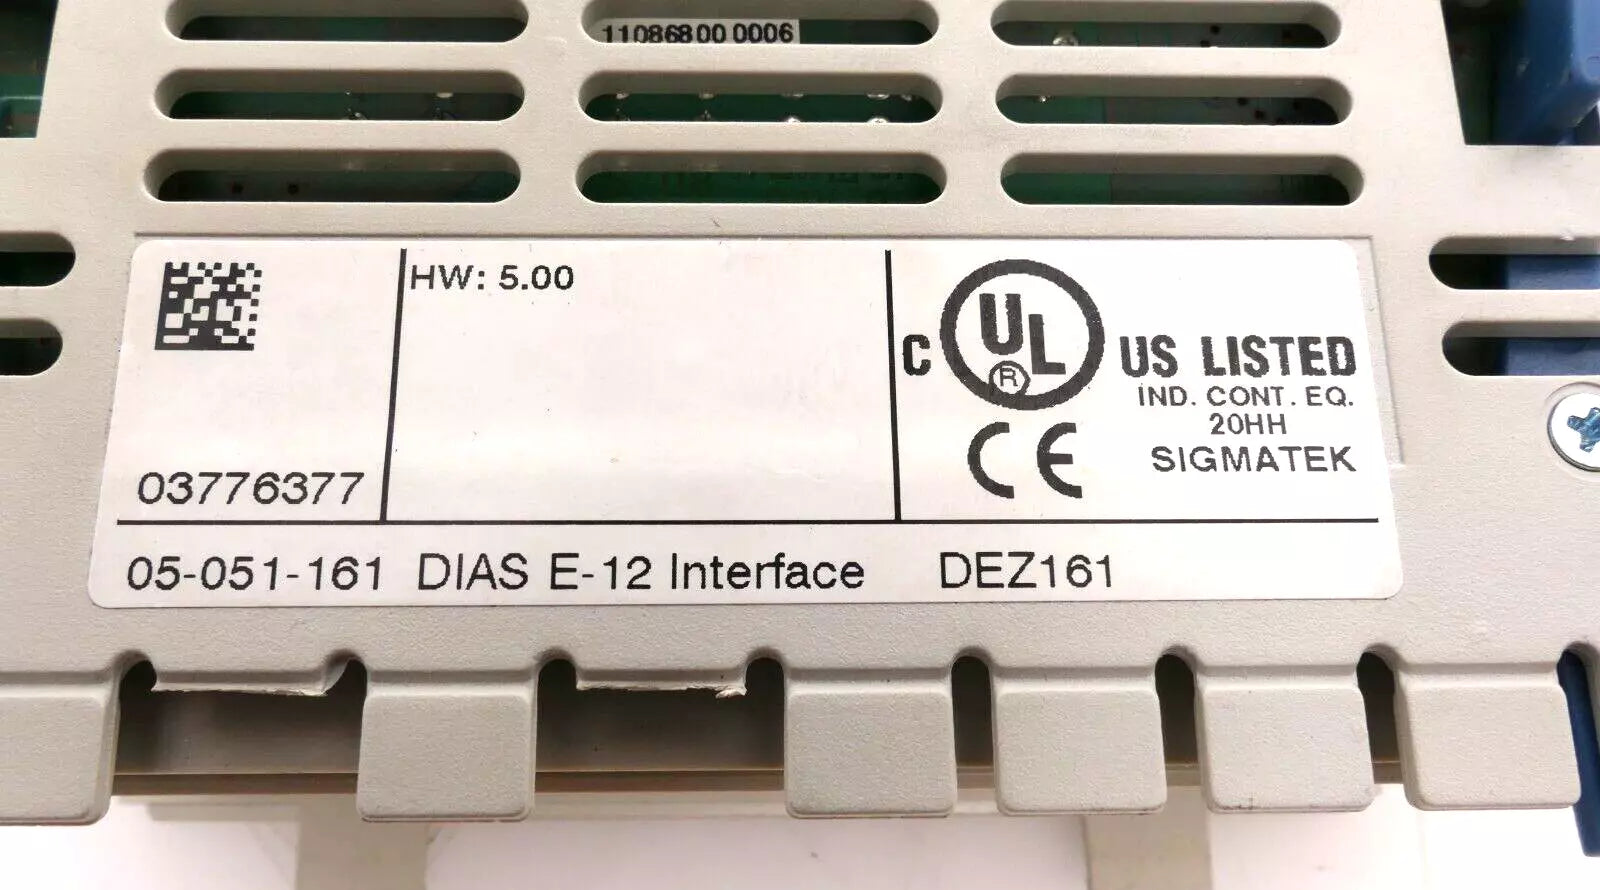 11086800 0006
HW: 5.00
C UL ® US LISTED
IND. CONT. EQ.
20HH
CE SIGMATEK
03776377
05-051-161 DIAS E-12 Interface DEZ161